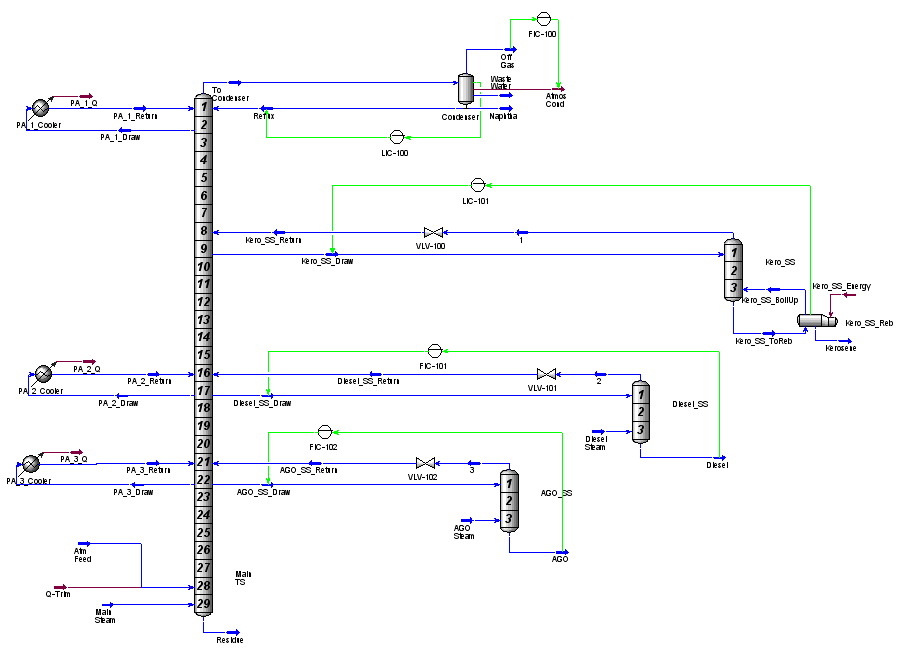 FIC-100
Off
Gas
PA_1_Q
To
Condenser
Waste
Water
Atmos
Cond
PA_1_Return
Reflux
Condenser
Naphtha
PA_1_Cooler
PA_1_Draw
LIC-100
1
2
3
4
5
6
7
8
9
10
11
12
13
14
15
16
17
18
19
20
21
22
23
24
25
26
27
28
29
LIC-101
Kero_SS_Return
VLV-100
1
Kero_SS_Draw
1
2
3
Kero_SS
Kero_SS_BoilUp
Kero_SS_Energy
Kero_SS_Reb
Kero_SS_ToReb
Kerosene
FIC-101
PA_2_Q
PA_2_Return
PA_2_Cooler
PA_2_Draw
Diesel_SS_Return
VLV-101
2
Diesel_SS_Draw
1
2
3
Diesel_SS
Diesel
Steam
Diesel
FIC-102
PA_3_Q
PA_3_Return
PA_3_Cooler
PA_3_Draw
AGO_SS_Return
VLV-102
3
AGO_SS_Draw
1
2
3
AGO_SS
AGO
Steam
AGO
Atm
Feed
Main
TS
Q-Trim
Main
Steam
Residue